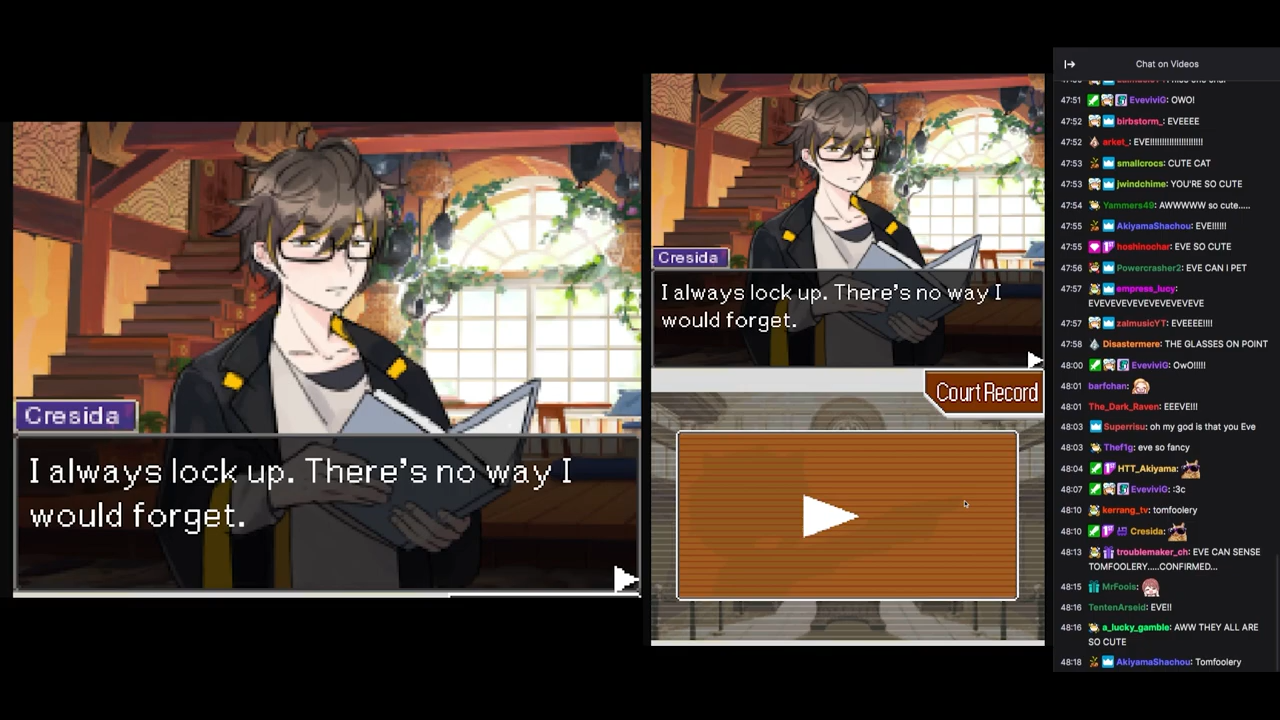 Cresida
I always lock up. There's no way I
would forget.
Cresida
I always lock up. There's no way I
would forget.
Court Record
Chat on Videos
47:51 EveviviG: OWO!
47:52 birbstorm_: EVEEEE
47:52 arket_: EVE!!!!!!!!!!!!!!!!!!!!!!
47:53 smallcrocs: CUTE CAT
47:53 jwindchime: YOU'RE SO CUTE
47:54 Yammers49: AWWWWW so cute.....
47:55 AkiyamaShachou: EVE!!!!!
47:55 hoshinochar: EVE SO CUTE
47:56 Powercrasher2: EVE CAN I PET
47:57 empress_lucy:
EVEVEVEVEVEVEVEVEVE
47:57 zalmusicYT: EVEEEE!!!!
47:58 Disastermere: THE GLASSES ON POINT
48:00 EveviviG: OwO!!!!!
48:01 barfchan:
48:01 The_Dark_Raven: EEEVE!!!
48:03 Superrisu: oh my god is that you Eve
48:03 Thef1g: eve so fancy
48:04 HTT_Akiyama:
48:07 EveviviG: :3c
48:10 kerrang_tv: tomfoolery
48:10 Cresida:
48:13 troublemaker_ch: EVE CAN SENSE
TOMFOOLERY.....CONFIRMED...
48:15 MrFools:
48:16 TentenArseid: EVE!!
48:16 a_lucky_gamble: AWW THEY ALL ARE
SO CUTE
48:18 AkiyamaShachou: Tomfoolery